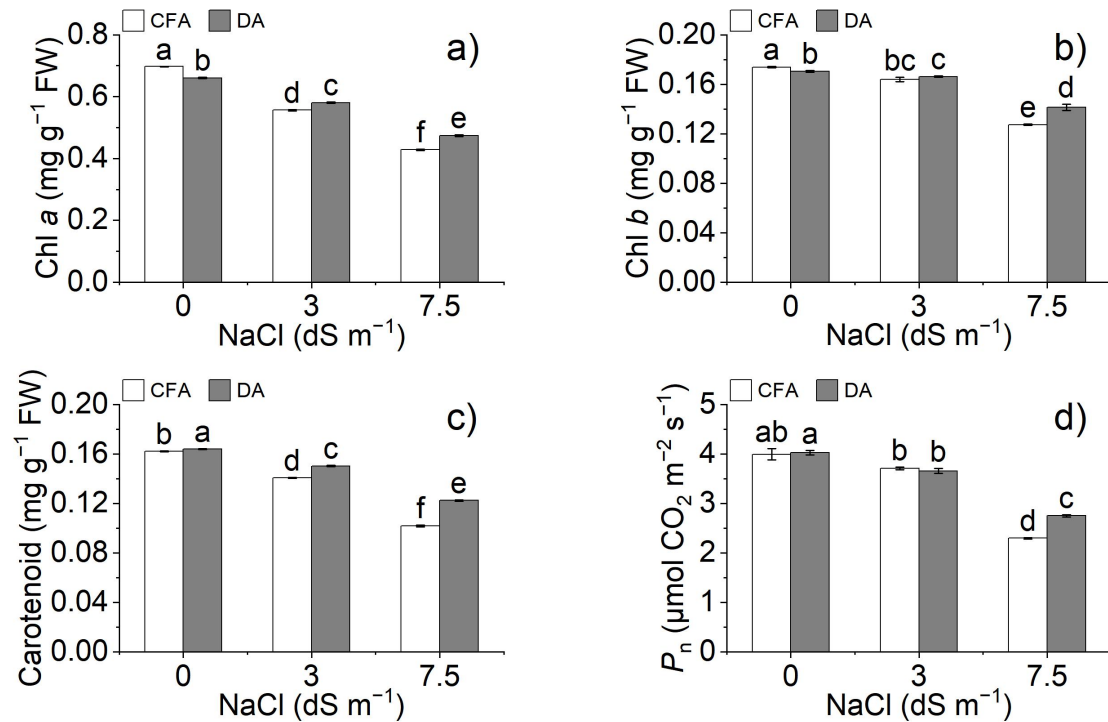 CFA DA
a)
Chl a (mg g⁻¹ FW)
0.8
0.6
0.4
0.2
0.0
a b
d c
f e
0 3 7.5
NaCl (dS m⁻¹)
CFA DA
b)
Chl b (mg g⁻¹ FW)
0.20
0.16
0.12
0.08
0.04
0.00
a b
bc c
e d
0 3 7.5
NaCl (dS m⁻¹)
CFA DA
c)
Carotenoid (mg g⁻¹ FW)
0.20
0.16
0.12
0.08
0.04
0.00
b a
d c
f e
0 3 7.5
NaCl (dS m⁻¹)
CFA DA
d)
Pₙ (µmol CO₂ m⁻² s⁻¹)
5
4
3
2
1
0
ab a
b b
d c
0 3 7.5
NaCl (dS m⁻¹)